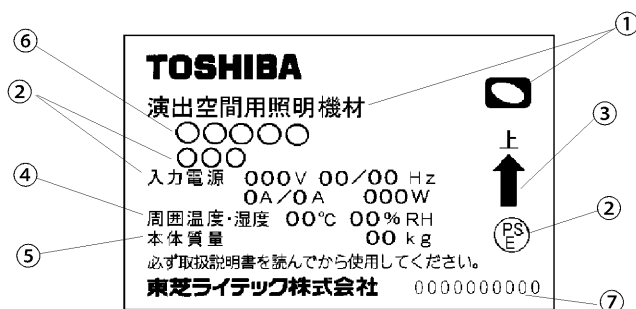 ⑥
②
④
⑤
TOSHIBA
演出空間用照明機材
○○○○○
○○○
入力電源 000V 00/00 Hz
0A/0A 000W
周囲温度・湿度 00℃ 00%RH
本体質量 00kg
必ず取扱説明書を読んでから使用してください。
東芝ライテック株式会社 0000000000
上
PSE
①
③
②
⑦